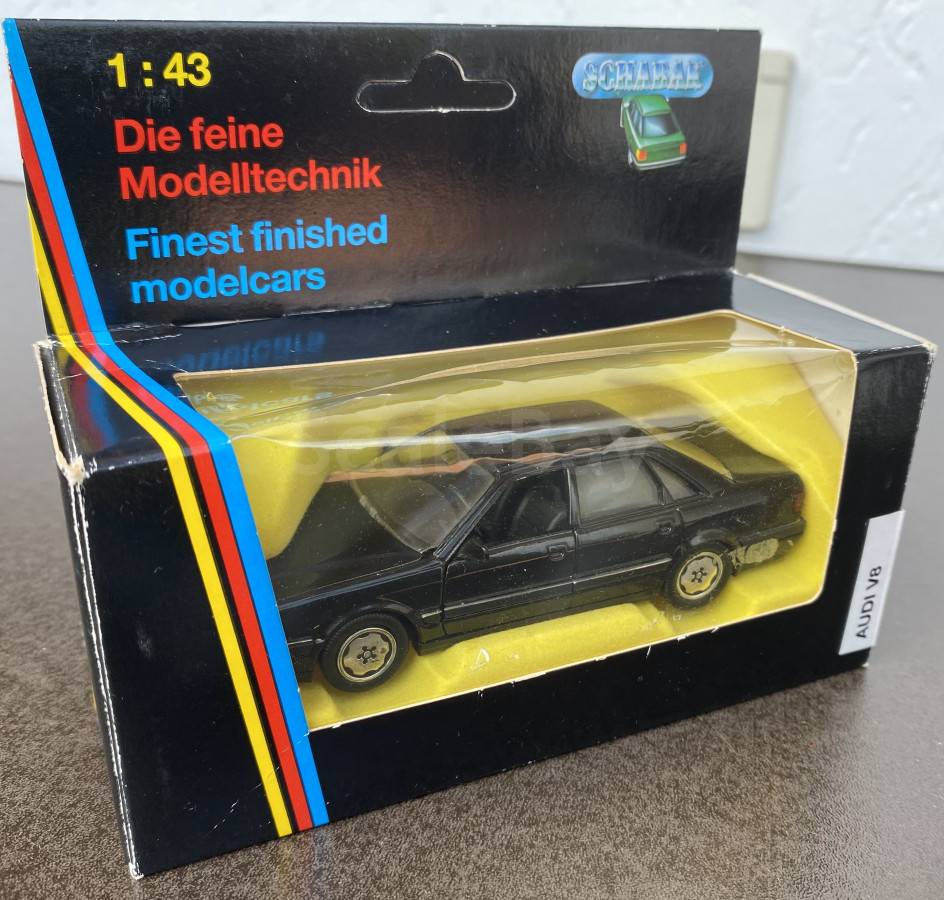 1:43
SCHABAK
Die feine
Modelltechnik
Finest finished
modelcars
AUDI V8